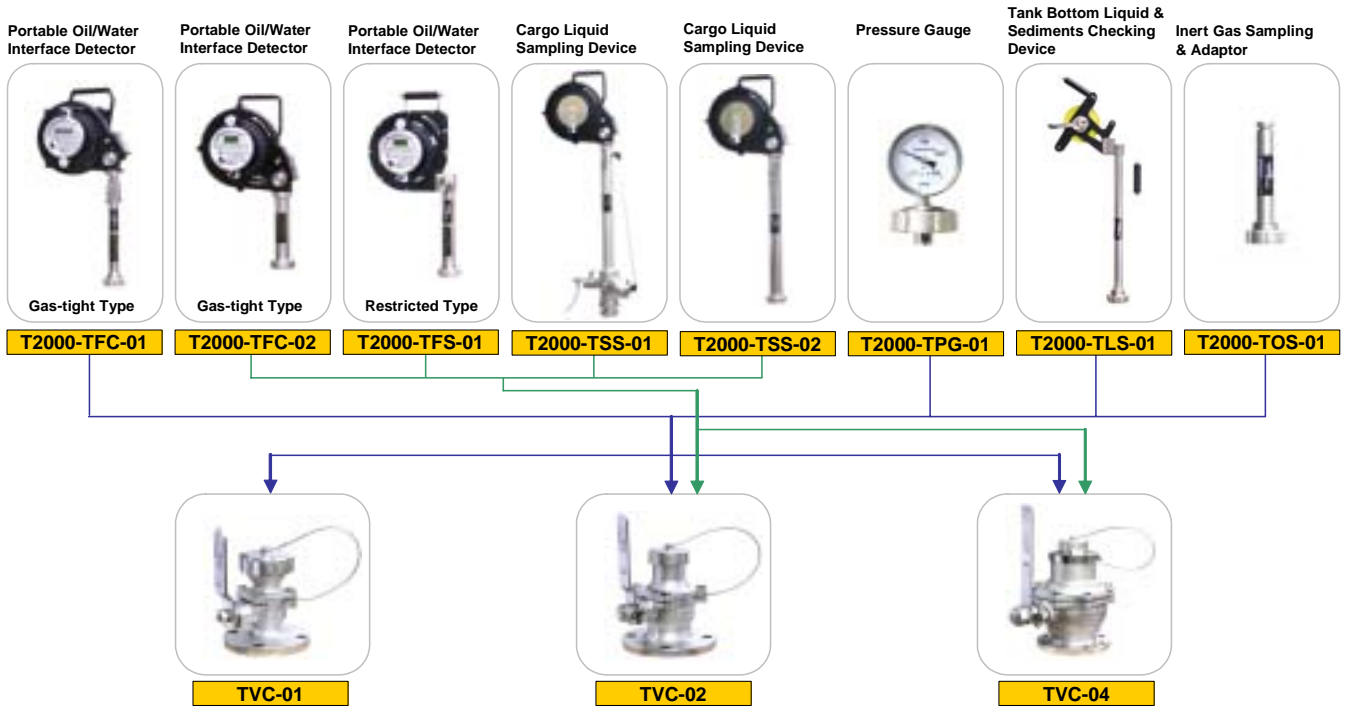 Portable Oil/Water
Interface Detector
Portable Oil/Water
Interface Detector
Portable Oil/Water
Interface Detector
Cargo Liquid
Sampling Device
Cargo Liquid
Sampling Device
Pressure Gauge
Tank Bottom Liquid &
Sediments Checking
Device
Inert Gas Sampling
& Adaptor
Gas-tight Type
Gas-tight Type
Restricted Type
T2000-TFC-01
T2000-TFC-02
T2000-TFS-01
T2000-TSS-01
T2000-TSS-02
T2000-TPG-01
T2000-TLS-01
T2000-TOS-01
TVC-01
TVC-02
TVC-04